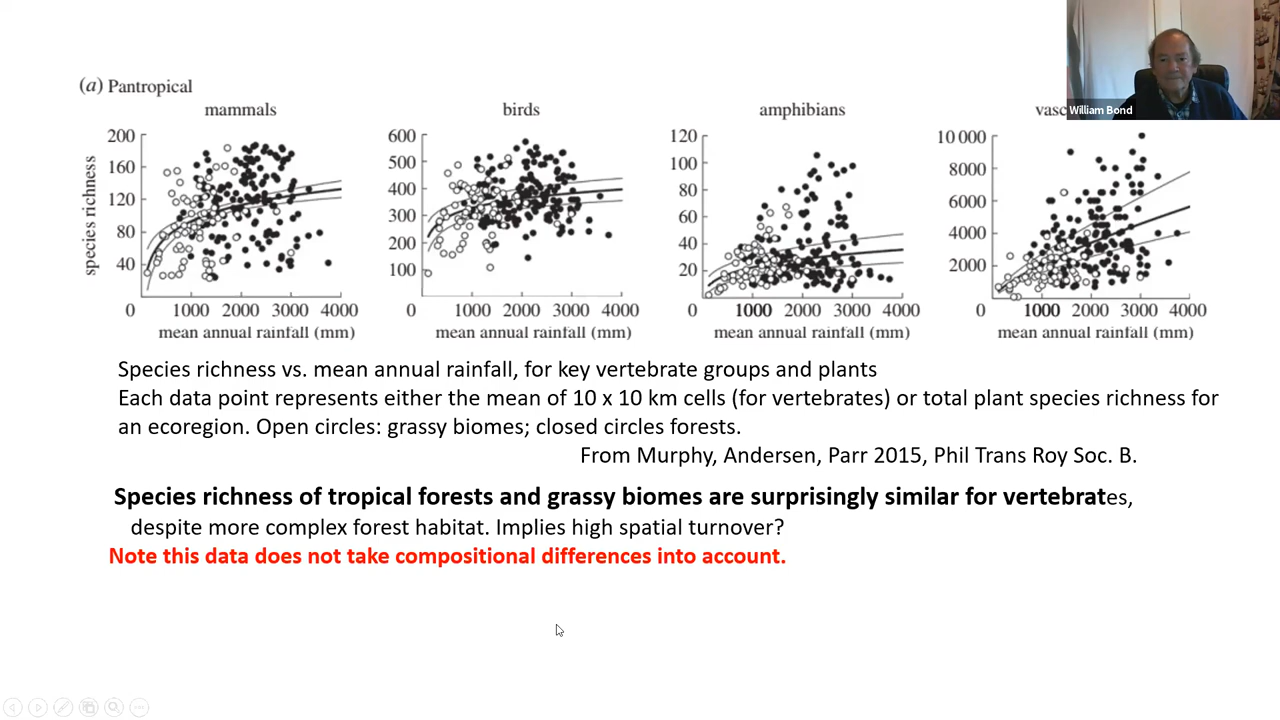 William Bond
(a) Pantropical
mammals
birds
amphibians
vasc
species richness
200
160
120
80
40
0
1000 2000 3000 4000
mean annual rainfall (mm)
600
500
400
300
200
100
0
1000 2000 3000 4000
mean annual rainfall (mm)
120
100
80
60
40
20
0
1000 2000 3000 4000
mean annual rainfall (mm)
10 000
8000
6000
4000
2000
0
1000 2000 3000 4000
mean annual rainfall (mm)
Species richness vs. mean annual rainfall, for key vertebrate groups and plants
Each data point represents either the mean of 10 x 10 km cells (for vertebrates) or total plant species richness for
an ecoregion. Open circles: grassy biomes; closed circles forests.
From Murphy, Andersen, Parr 2015, Phil Trans Roy Soc. B.
Species richness of tropical forests and grassy biomes are surprisingly similar for vertebrates,
despite more complex forest habitat. Implies high spatial turnover?
Note this data does not take compositional differences into account.